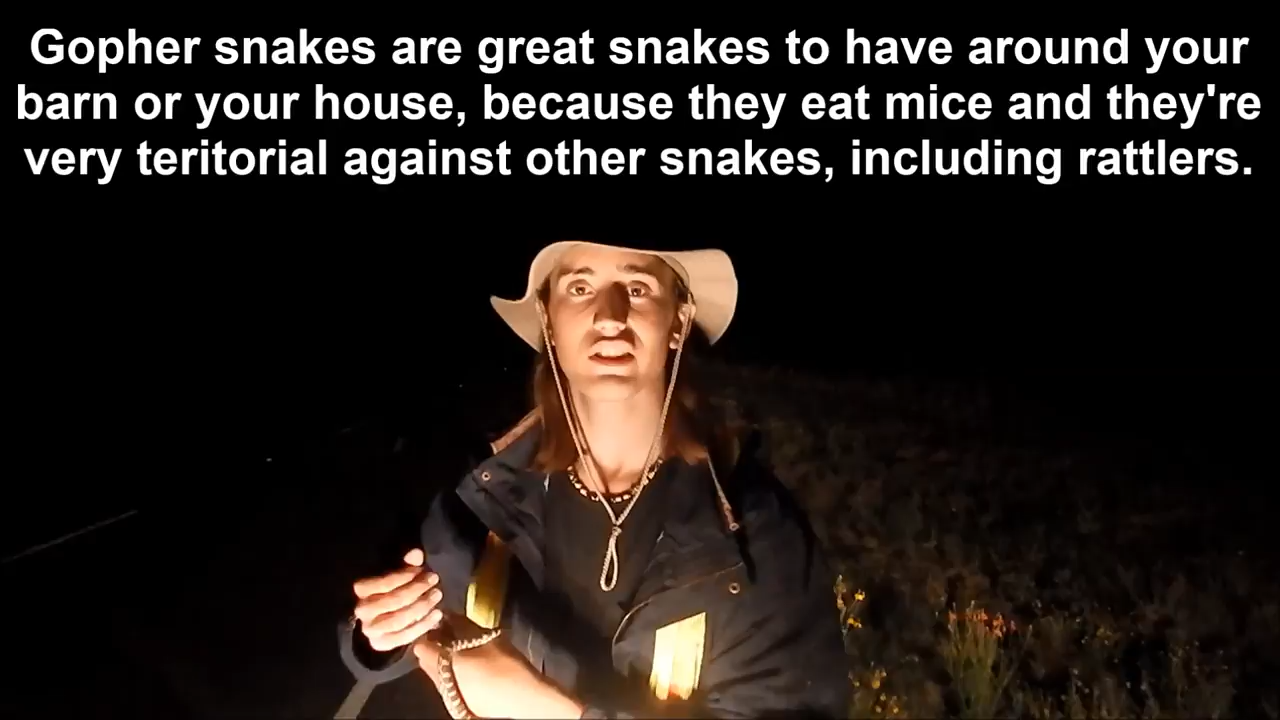 Gopher snakes are great snakes to have around your
barn or your house, because they eat mice and they're
very teritorial against other snakes, including rattlers.